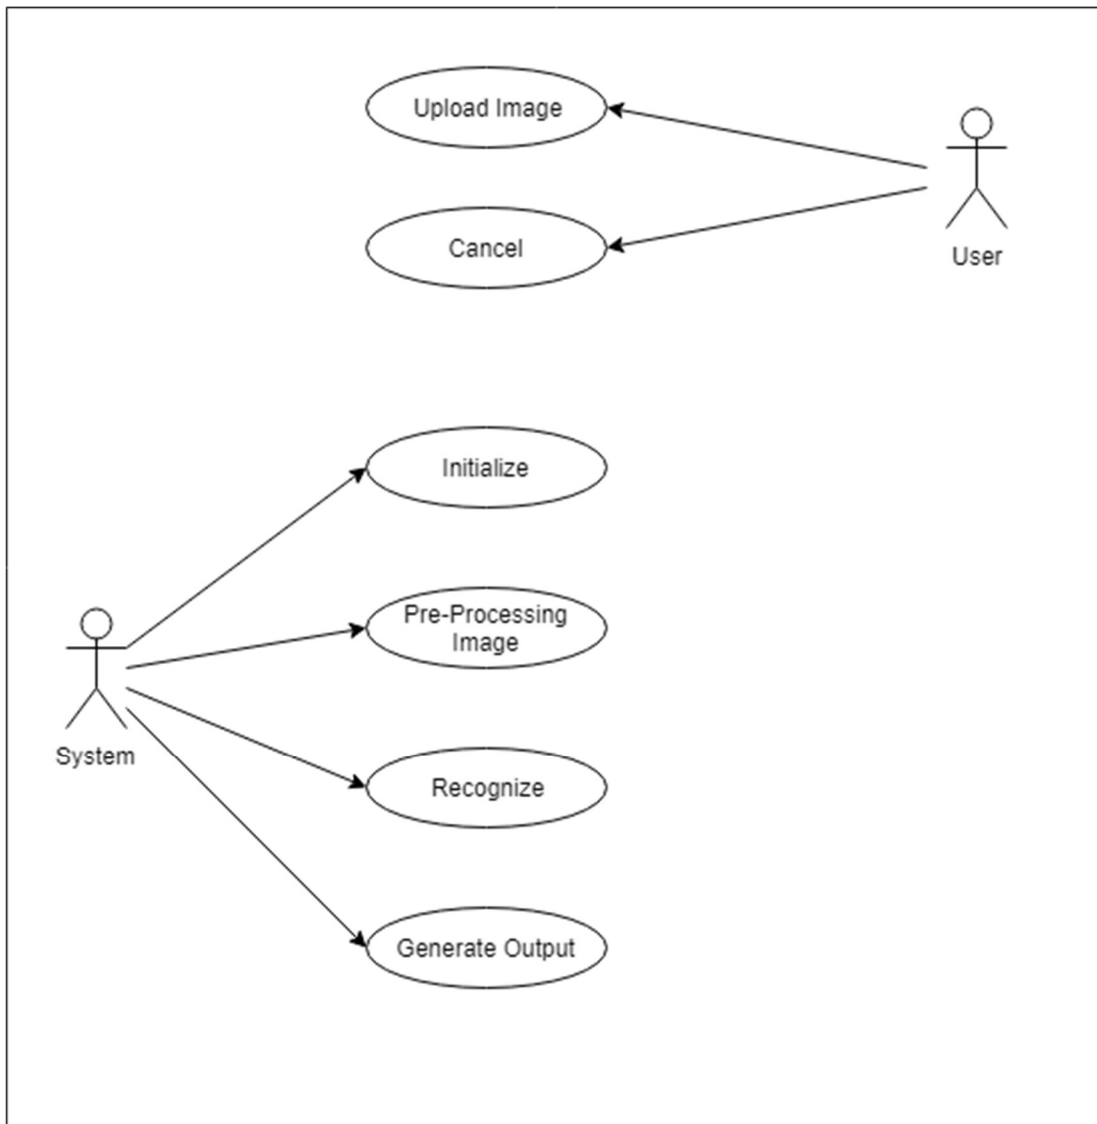 Upload Image
Cancel
User
Initialize
Pre-Processing
Image
System
Recognize
Generate Output